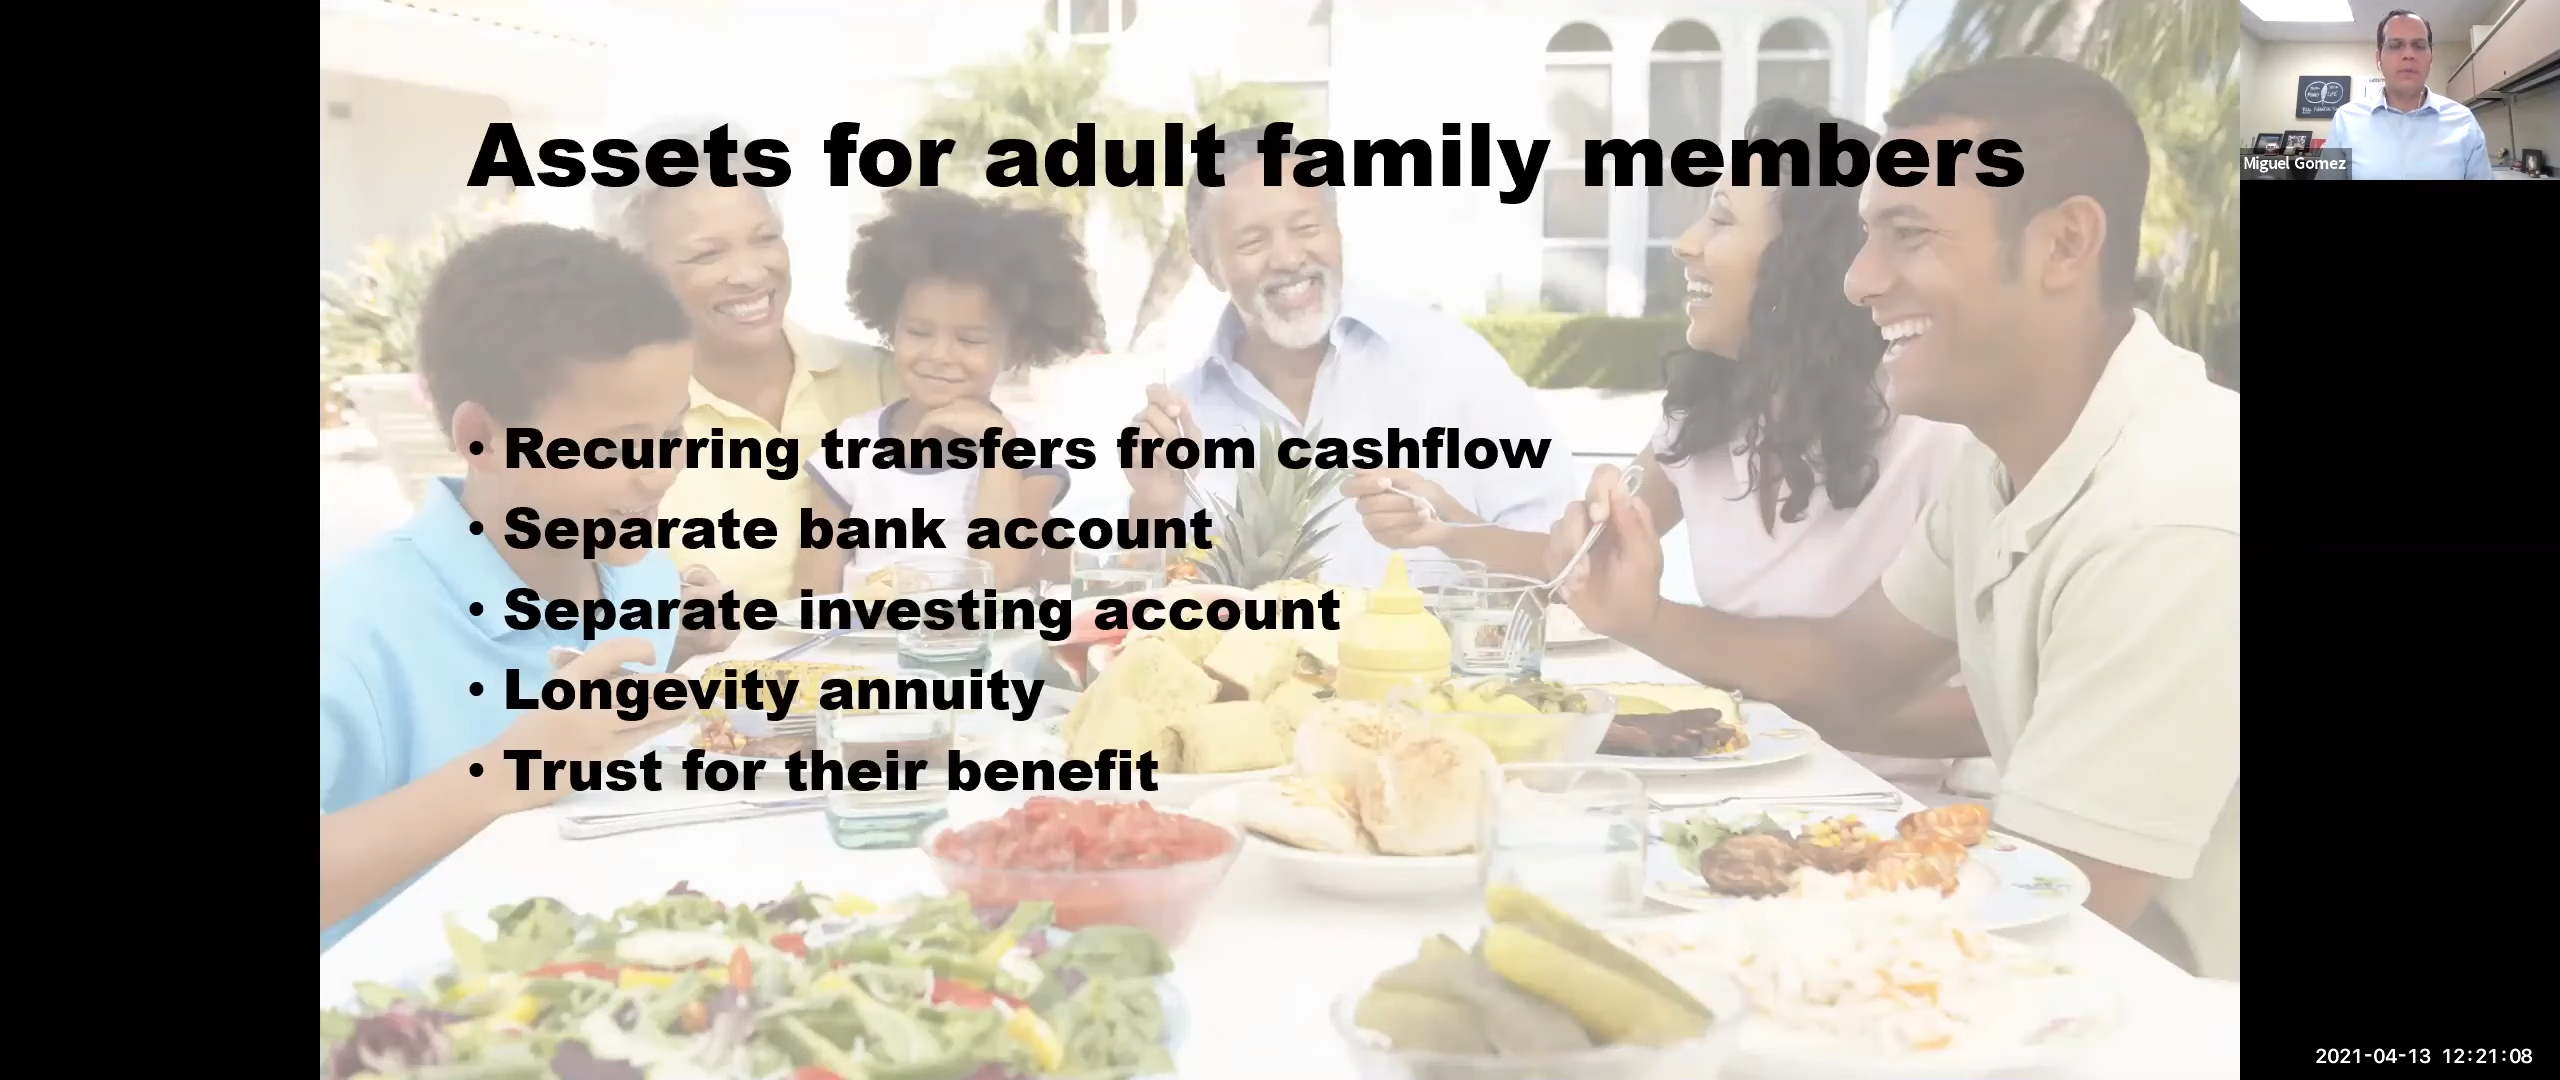 Assets for adult family members
• Recurring transfers from cashflow
• Separate bank account
• Separate investing account
• Longevity annuity
• Trust for their benefit
Miguel Gomez
2021-04-13 12:21:08